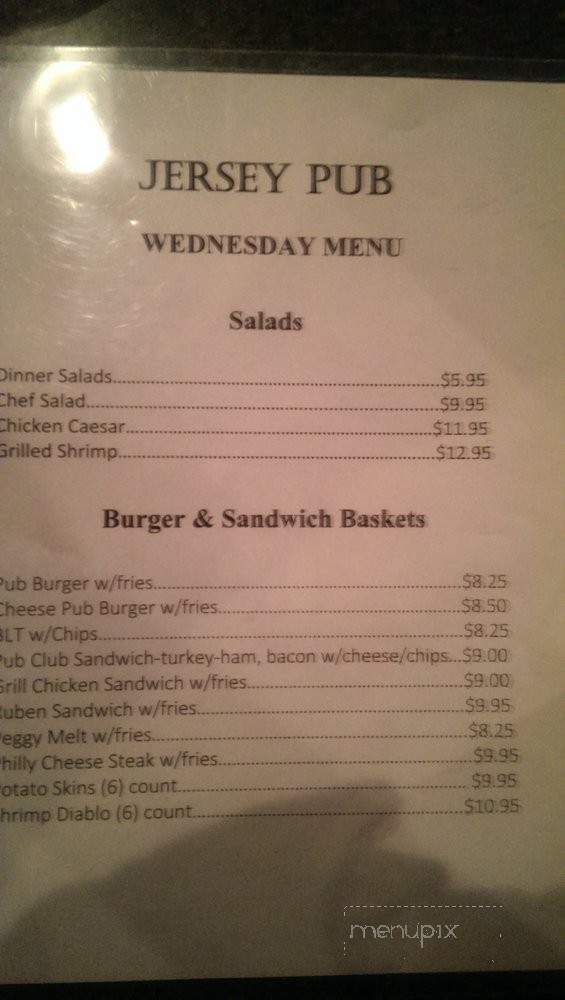 JERSEY PUB
WEDNESDAY MENU
Salads
Dinner Salads....................$5.95
Chef Salad....................$9.95
Chicken Caesar....................$11.95
Grilled Shrimp....................$12.95
Burger & Sandwich Baskets
Pub Burger w/fries....................$8.25
Cheese Pub Burger w/fries....................$8.50
BLT w/Chips....................$8.25
Pub Club Sandwich-turkey-ham, bacon w/cheese/chips...$9.00
Grill Chicken Sandwich w/fries....................$9.00
Ruben Sandwich w/fries....................$9.95
eggy Melt w/fries....................$8.25
Philly Cheese Steak w/fries....................$9.95
Potato Skins (6) count....................$9.95
Shrimp Diablo (6) count....................$10.95
menupix